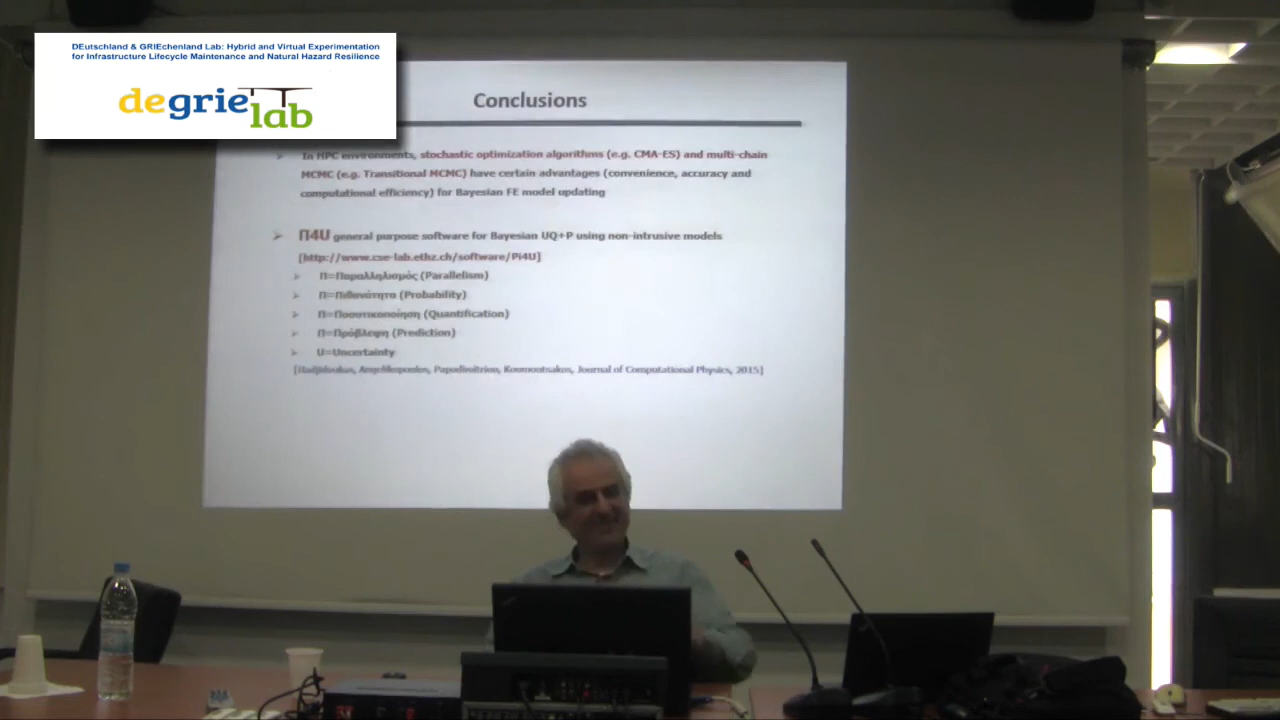 DEutschland & GRIEchenland Lab: Hybrid and Virtual Experimentation
for Infrastructure Lifecycle Maintenance and Natural Hazard Resilience
degrie lab
Conclusions
In HPC environments, stochastic optimization algorithms (e.g. CMA-ES) and multi-chain
MCMC (e.g. Transitional MCMC) have certain advantages (convenience, accuracy and
computational efficiency) for Bayesian FE model updating
Π4U general purpose software for Bayesian UQ+P using non-intrusive models
[http://www.cse-lab.ethz.ch/software/Pi4U]
Π=Παραλληλισμός (Parallelism)
Π=Πιθανότητα (Probability)
Π=Ποσοτικοποίηση (Quantification)
Π=Πρόβλεψη (Prediction)
U=Uncertainty
[Hadjidoukas, Angelikopoulos, Papadimitriou, Koumoutsakos, Journal of Computational Physics, 2015]